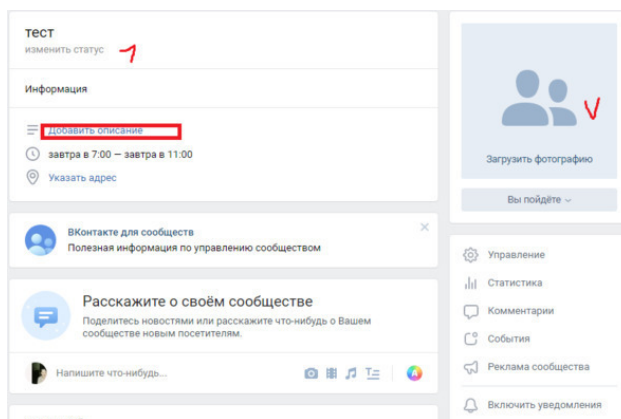 тест
изменить статус
Информация
Добавить описание
завтра в 7:00 — завтра в 11:00
Указать адрес
ВКонтакте для сообществ
Полезная информация по управлению сообществом
Расскажите о своём сообществе
Поделитесь новостями или расскажите что-нибудь о Вашем
сообществе новым посетителям.
Напишите что-нибудь...
Загрузить фотографию
Вы пойдёте
Управление
Статистика
Комментарии
События
Реклама сообщества
Включить уведомления